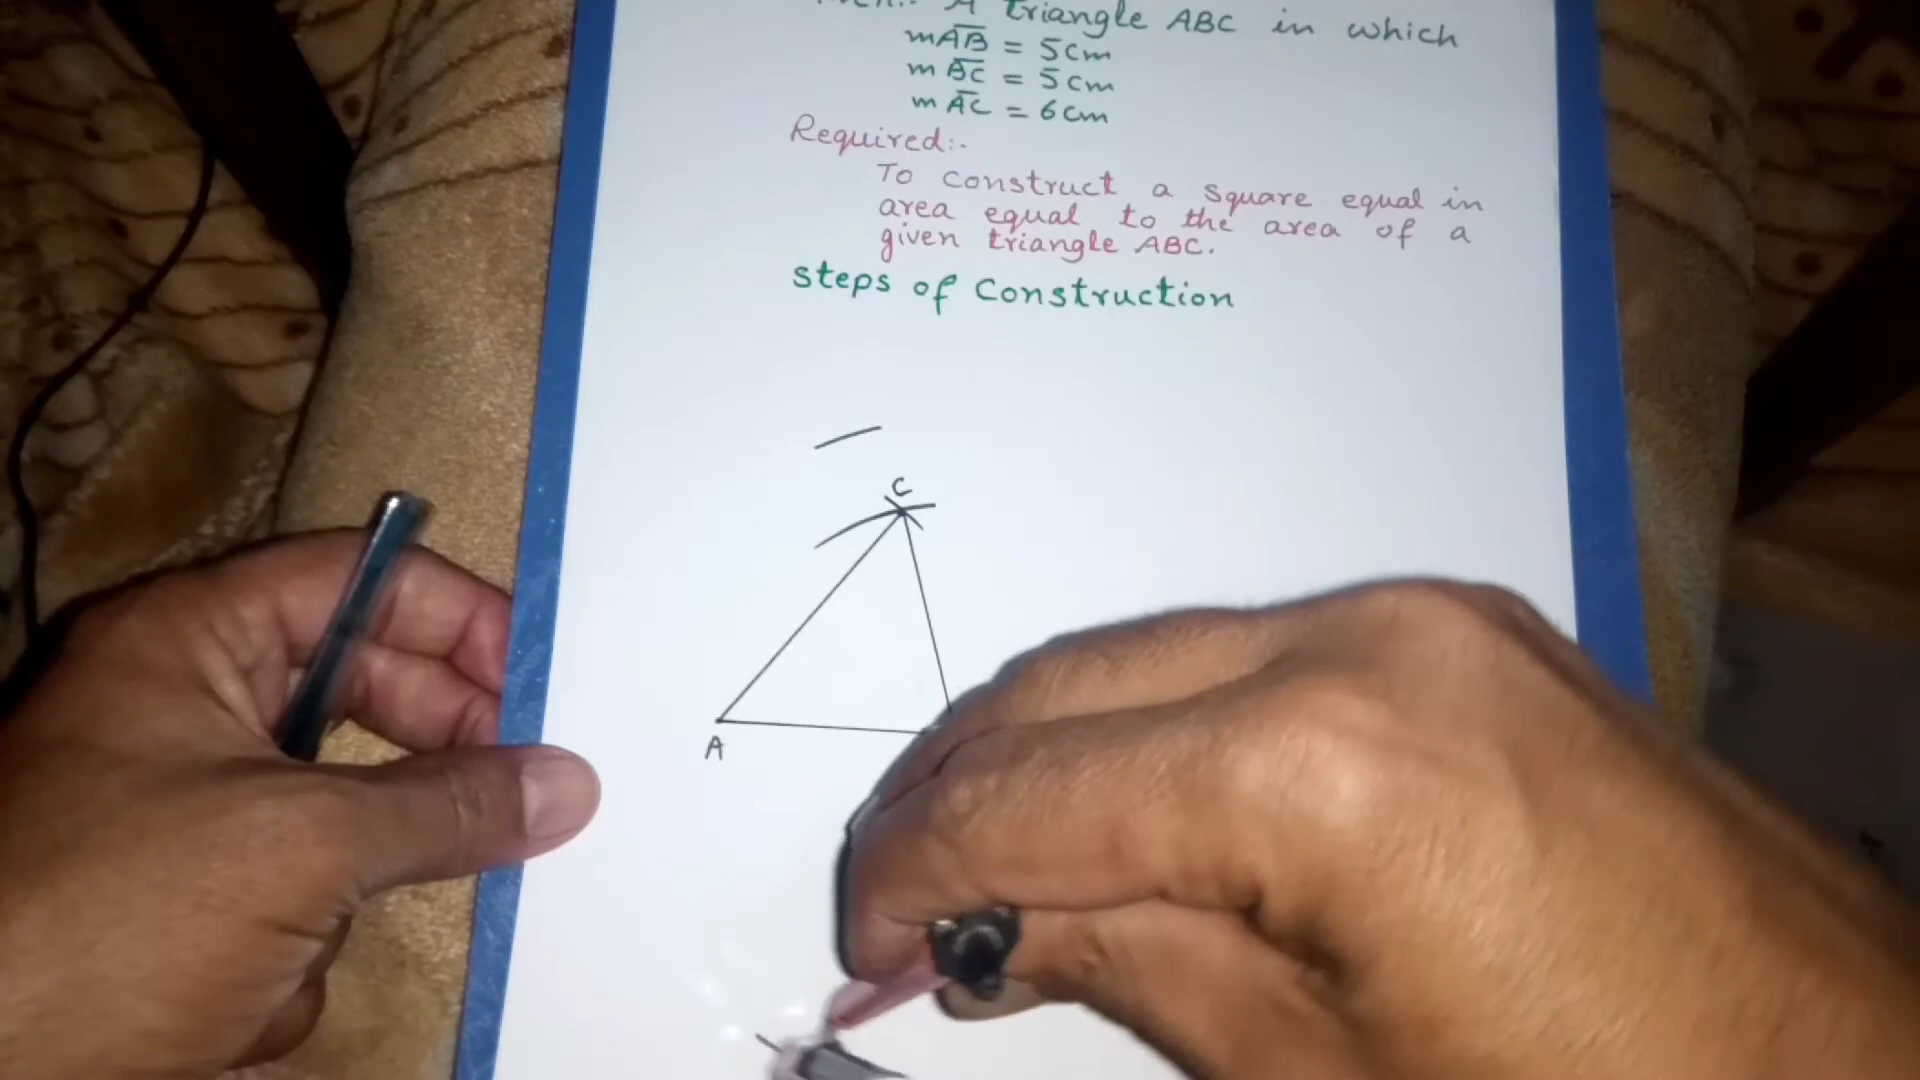 A triangle ABC in which
mAB = 5cm
mBC = 5cm
mAC = 6cm
Required:-
To construct a square equal in
area equal to the area of a
given triangle ABC.
steps of Construction
C
A